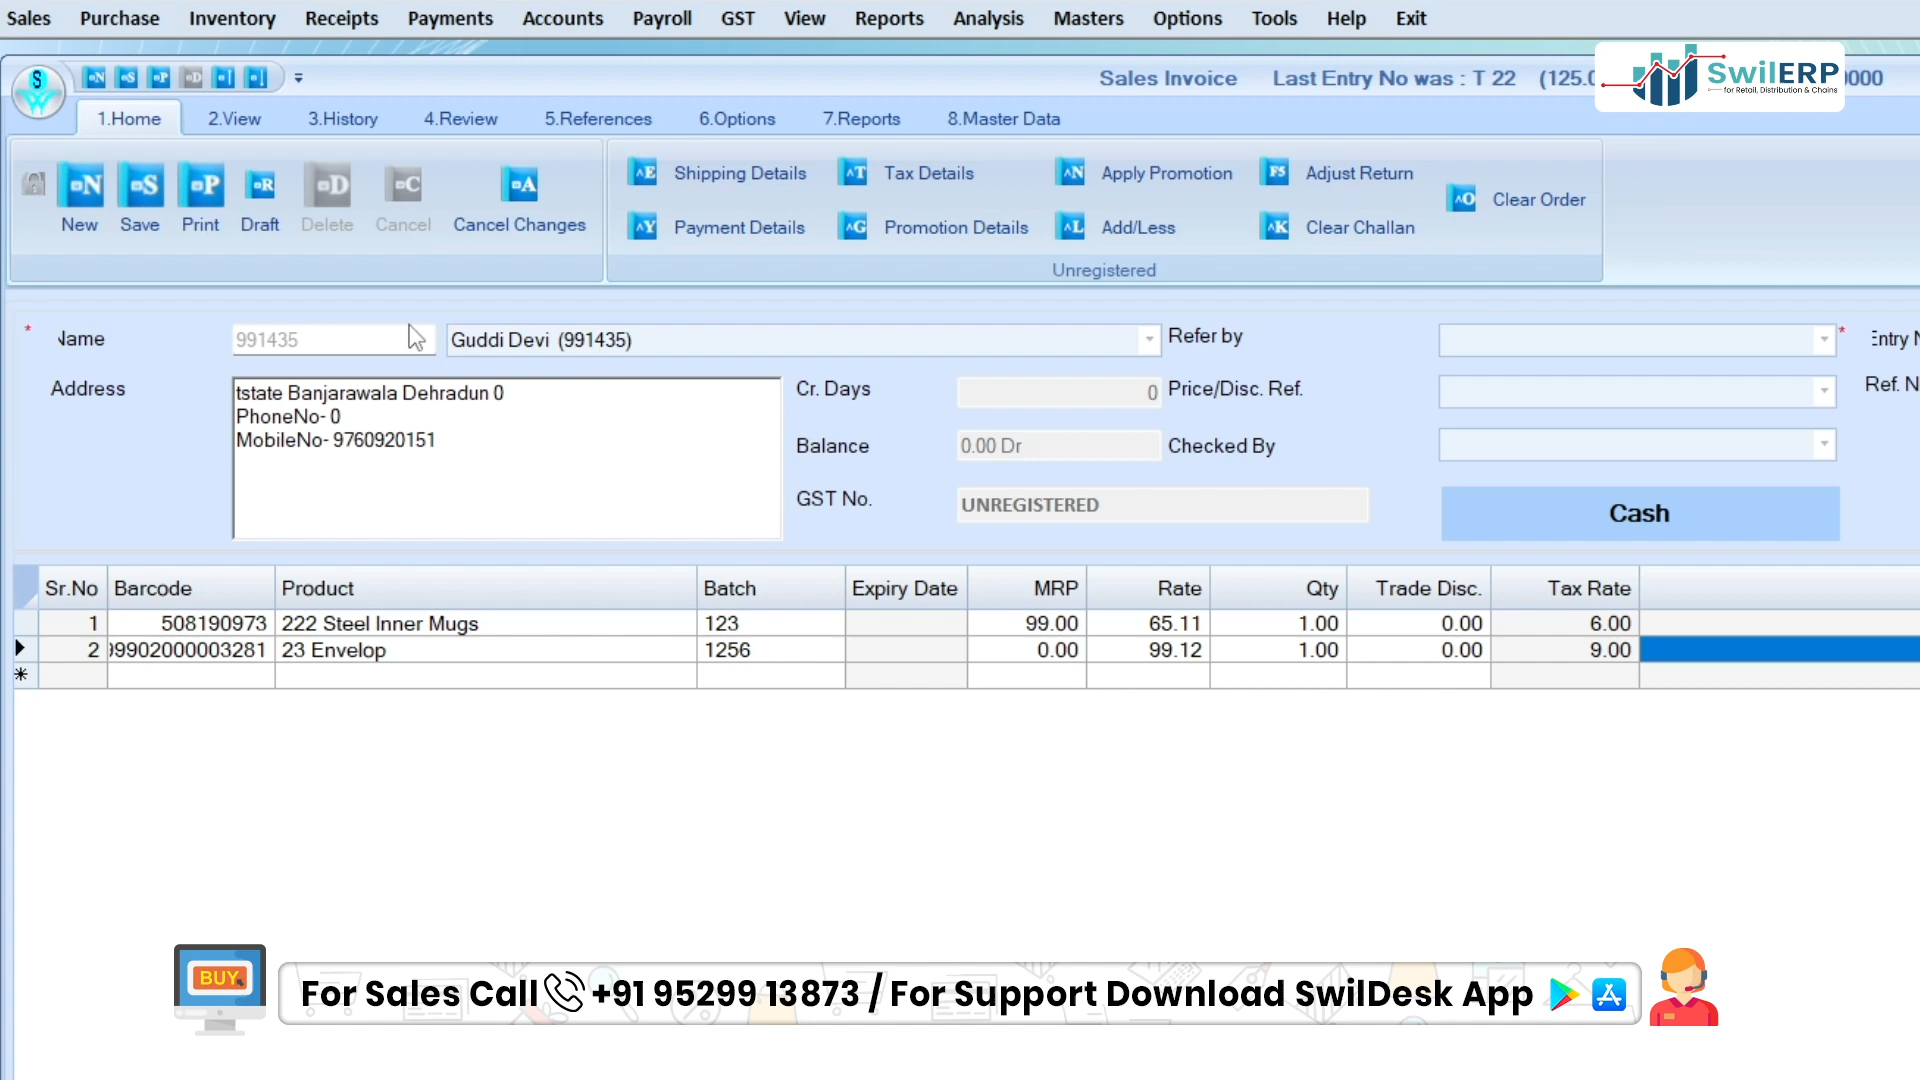 Sales Purchase Inventory Receipts Payments Accounts Payroll GST View Reports Analysis Masters Options Tools Help Exit
Sales Invoice Last Entry No was : T 22 (125.0 0000
SwilERP
for Retail, Distribution & Chains
1.Home 2.View 3.History 4.Review 5.References 6.Options 7.Reports 8.Master Data
New Save Print Draft Delete Cancel Cancel Changes
Shipping Details Tax Details Apply Promotion Adjust Return
Clear Order
Payment Details Promotion Details Add/Less Clear Challan
Unregistered
* Name 991435 Guddi Devi (991435) Refer by * Entry N
Address tstate Banjarawala Dehradun 0
PhoneNo- 0
MobileNo- 9760920151
Cr. Days 0 Price/Disc. Ref. Ref. N
Balance 0.00 Dr Checked By
GST No. UNREGISTERED Cash
Sr.No Barcode Product Batch Expiry Date MRP Rate Qty Trade Disc. Tax Rate
1 508190973 222 Steel Inner Mugs 123 99.00 65.11 1.00 0.00 6.00
2 99902000003281 23 Envelop 1256 0.00 99.12 1.00 0.00 9.00
BUY
For Sales Call +91 95299 13873 / For Support Download SwilDesk App